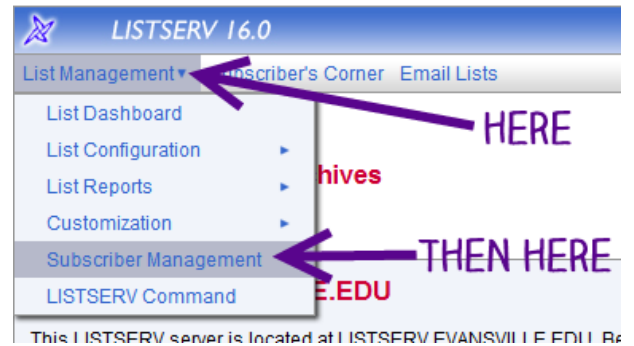 LISTSERV 16.0
List Management▾ Subscriber's Corner Email Lists
HERE
List Dashboard
List Configuration ▸
List Reports ▸
hives
Customization ▸
Subscriber Management
THEN HERE
LISTSERV Command
E.EDU
This LISTSERV server is located at LISTSERV.EVANSVILLE.EDU. Be